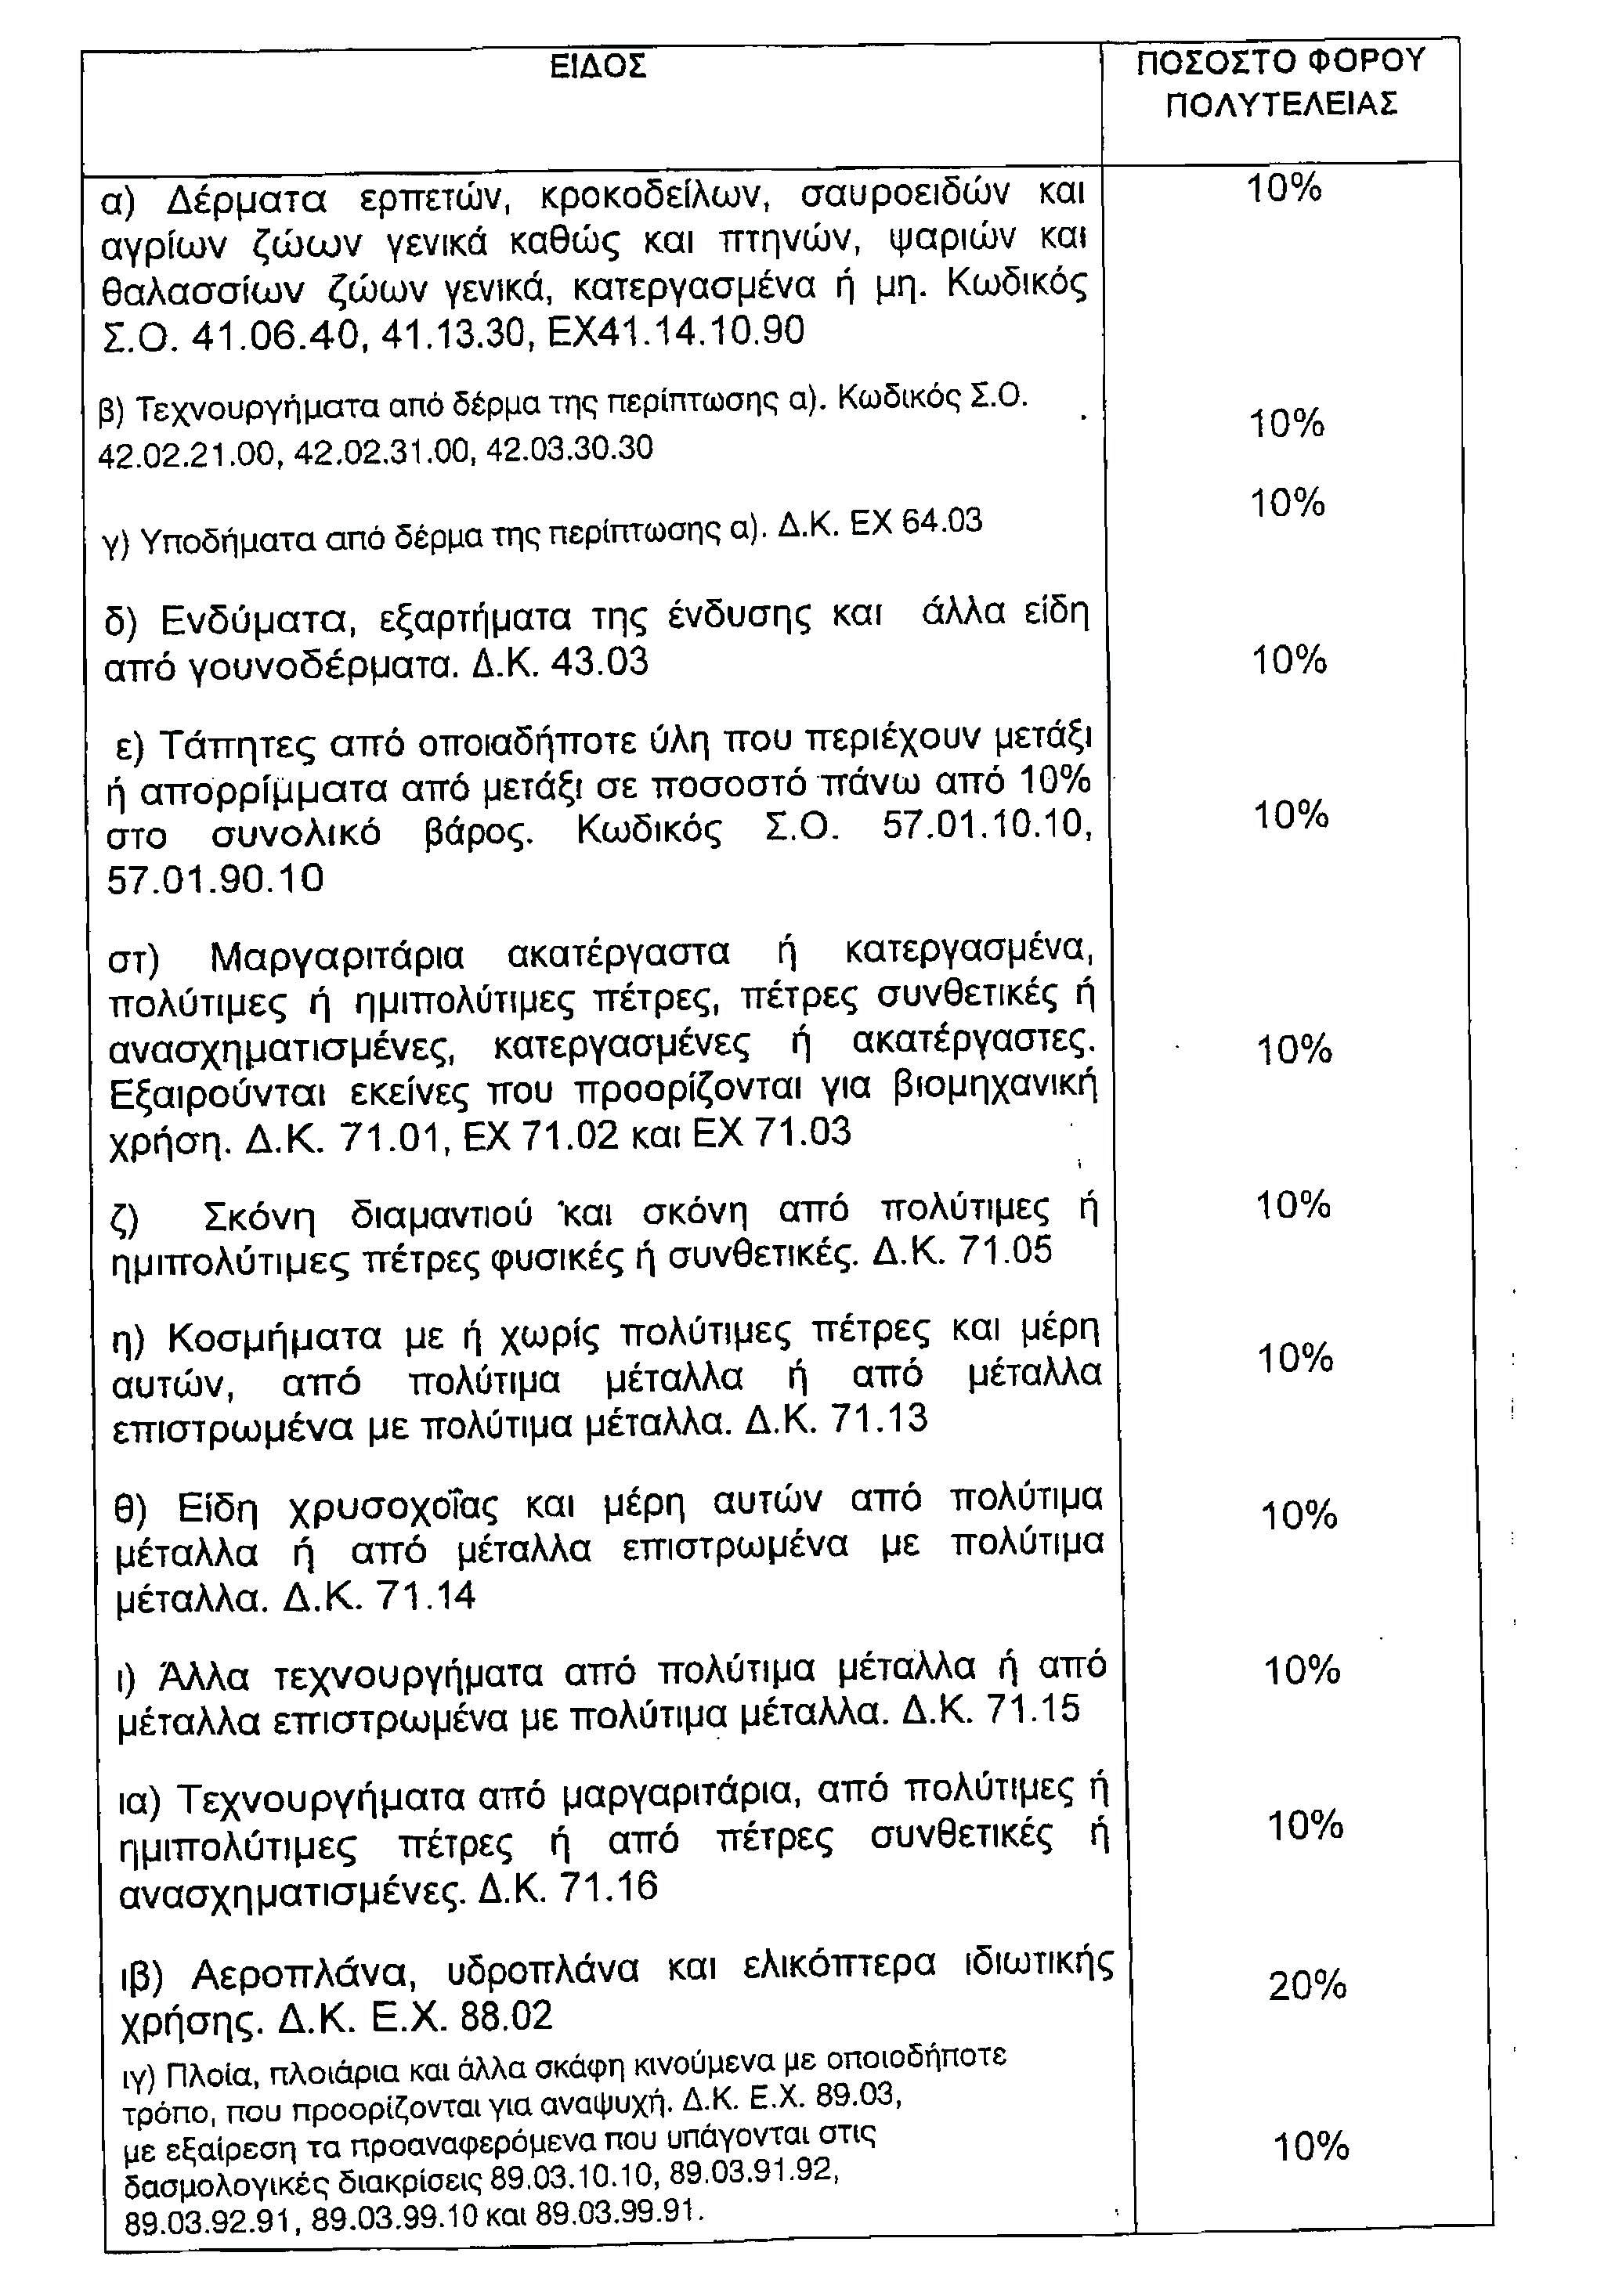 ΕΙΔΟΣ
ΠΟΣΟΣΤΟ ΦΟΡΟΥ
ΠΟΛΥΤΕΛΕΙΑΣ
α) Δέρματα ερπετών, κροκοδείλων, σαυροειδών και
αγρίων ζώων γενικά καθώς και πτηνών, ψαριών και
θαλασσίων ζώων γενικά, κατεργασμένα ή μη. Κωδικός
Σ.Ο. 41.06.40, 41.13.30, ΕΧ41.14.10.90
10%
β) Τεχνουργήματα από δέρμα της περίπτωσης α). Κωδικός Σ.Ο.
42.02.21.00, 42.02.31.00, 42.03.30.30
10%
γ) Υποδήματα από δέρμα της περίπτωσης α). Δ.Κ. ΕΧ 64.03
10%
δ) Ενδύματα, εξαρτήματα της ένδυσης και άλλα είδη
από γουνοδέρματα. Δ.Κ. 43.03
10%
ε) Τάπητες από οποιαδήποτε ύλη που περιέχουν μετάξι
ή απορρίμματα από μετάξι σε ποσοστό πάνω από 10%
στο συνολικό βάρος. Κωδικός Σ.Ο. 57.01.10.10,
57.01.90.10
10%
στ) Μαργαριτάρια ακατέργαστα ή κατεργασμένα,
πολύτιμες ή ημιπολύτιμες πέτρες, πέτρες συνθετικές ή
ανασχηματισμένες, κατεργασμένες ή ακατέργαστες.
Εξαιρούνται εκείνες που προορίζονται για βιομηχανική
χρήση. Δ.Κ. 71.01, ΕΧ 71.02 και ΕΧ 71.03
10%
ζ) Σκόνη διαμαντιού και σκόνη από πολύτιμες ή
ημιπολύτιμες πέτρες φυσικές ή συνθετικές. Δ.Κ. 71.05
10%
η) Κοσμήματα με ή χωρίς πολύτιμες πέτρες και μέρη
αυτών, από πολύτιμα μέταλλα ή από μέταλλα
επιστρωμένα με πολύτιμα μέταλλα. Δ.Κ. 71.13
10%
θ) Είδη χρυσοχοΐας και μέρη αυτών από πολύτιμα
μέταλλα ή από μέταλλα επιστρωμένα με πολύτιμα
μέταλλα. Δ.Κ. 71.14
10%
ι) Άλλα τεχνουργήματα από πολύτιμα μέταλλα ή από
μέταλλα επιστρωμένα με πολύτιμα μέταλλα. Δ.Κ. 71.15
10%
ια) Τεχνουργήματα από μαργαριτάρια, από πολύτιμες ή
ημιπολύτιμες πέτρες ή από πέτρες συνθετικές ή
ανασχηματισμένες. Δ.Κ. 71.16
10%
ιβ) Αεροπλάνα, υδροπλάνα και ελικόπτερα ιδιωτικής
χρήσης. Δ.Κ. Ε.Χ. 88.02
20%
ιγ) Πλοία, πλοιάρια και άλλα σκάφη κινούμενα με οποιοδήποτε
τρόπο, που προορίζονται για αναψυχή. Δ.Κ. Ε.Χ. 89.03,
με εξαίρεση τα προαναφερόμενα που υπάγονται στις
δασμολογικές διακρίσεις 89.03.10.10, 89.03.91.92,
89.03.92.91, 89.03.99.10 και 89.03.99.91.
10%